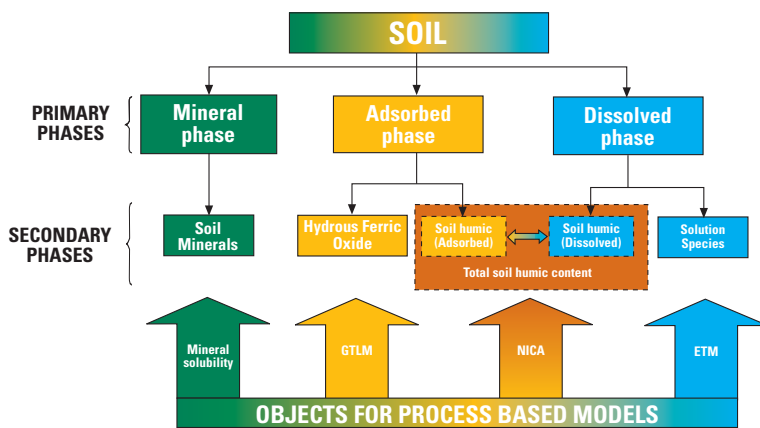 SOIL
PRIMARY
PHASES
Mineral
phase
Adsorbed
phase
Dissolved
phase
SECONDARY
PHASES
Soil
Minerals
Hydrous Ferric
Oxide
Soil humic
(Adsorbed)
Soil humic
(Dissolved)
Solution
Species
Total soil humic content
Mineral
solubility
GTLM
NICA
ETM
OBJECTS FOR PROCESS BASED MODELS